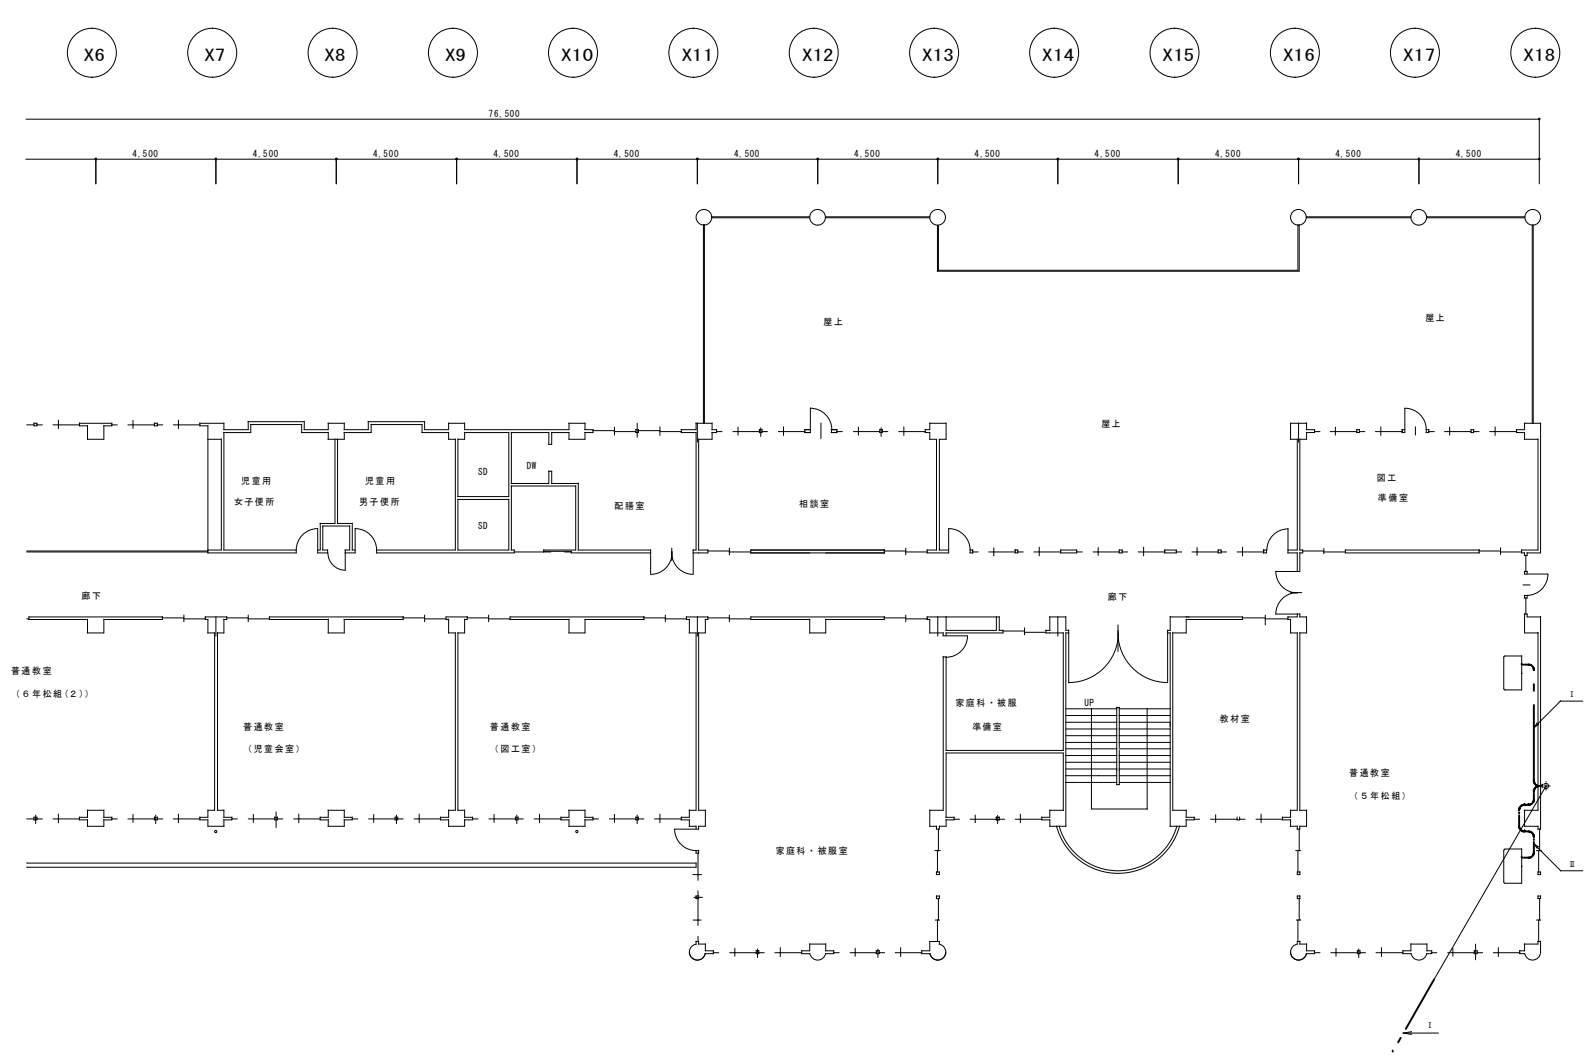 X6 X7 X8 X9 X10 X11 X12 X13 X14 X15 X16 X17 X18
76,500
4,500 4,500 4,500 4,500 4,500 4,500 4,500 4,500 4,500 4,500 4,500 4,500
屋上
屋上
屋上
児童用
女子便所
児童用
男子便所
SD
SD
DW
配膳室
相談室
図工
準備室
廊下
廊下
普通教室
（6年松組(2)）
普通教室
（児童会室）
普通教室
（図工室）
家庭科・被服
準備室
UP
教材室
普通教室
（5年松組）
家庭科・被服室
I
II
I